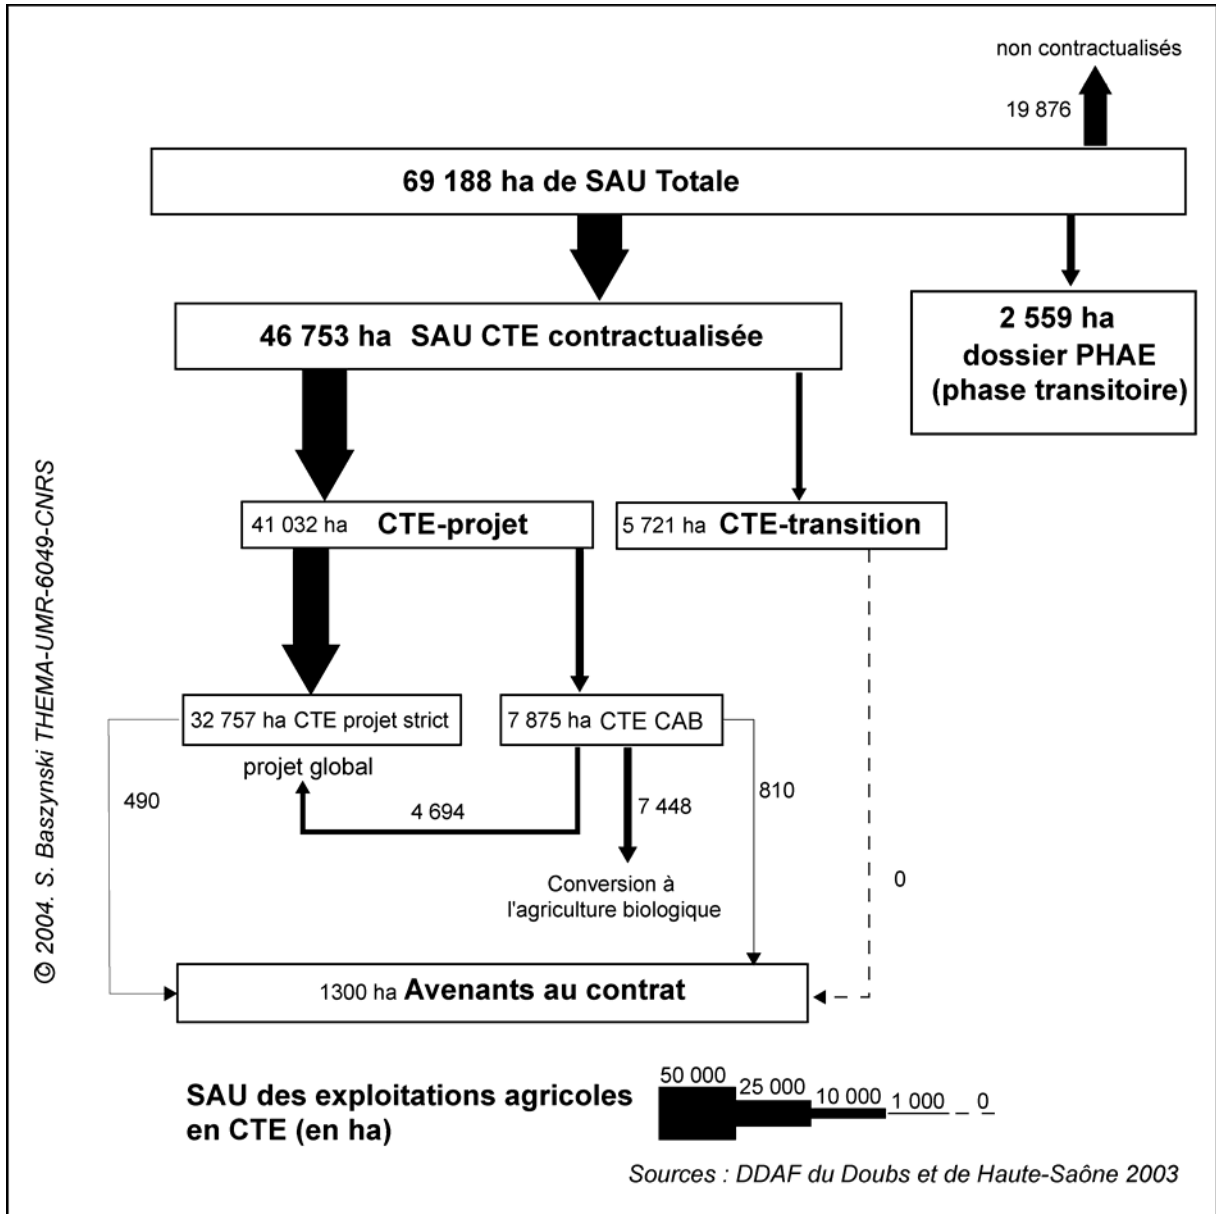 non contractualisés
19 876
69 188 ha de SAU Totale
46 753 ha SAU CTE contractualisée
2 559 ha
dossier PHAE
(phase transitoire)
41 032 ha CTE-projet
5 721 ha CTE-transition
32 757 ha CTE projet strict
7 875 ha CTE CAB
projet global
490
4 694
7 448
810
0
Conversion à
l'agriculture biologique
1300 ha Avenants au contrat
SAU des exploitations agricoles
en CTE (en ha)
50 000
25 000
10 000
1 000
0
Sources : DDAF du Doubs et de Haute-Saône 2003
© 2004. S. Baszynski THEMA-UMR-6049-CNRS